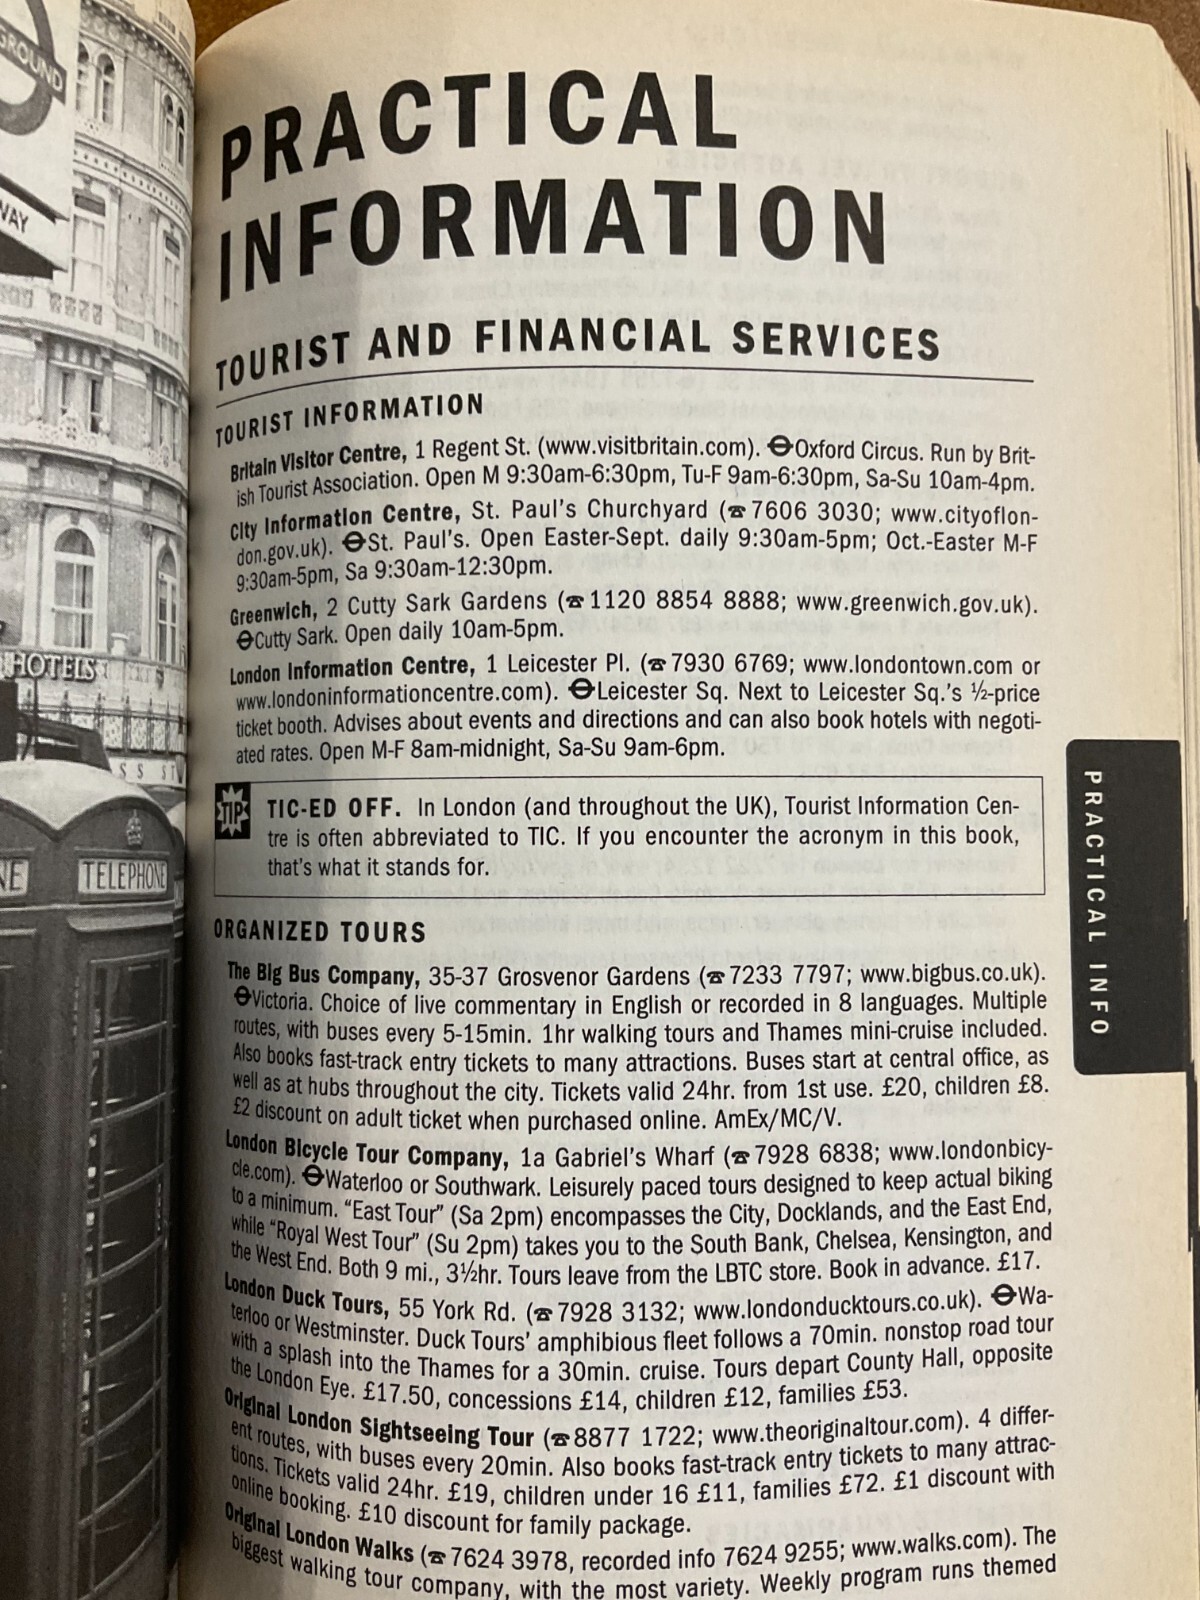 GROUND
WAY
HOTELS
TELEPHONE
PRACTICAL
INFORMATION
TOURIST AND FINANCIAL SERVICES
TOURIST INFORMATION
Britain Visitor Centre, 1 Regent St. (www.visitbritain.com). ⊖Oxford Circus. Run by Brit-
ish Tourist Association. Open M 9:30am-6:30pm, Tu-F 9am-6:30pm, Sa-Su 10am-4pm.
City Information Centre, St. Paul's Churchyard (☎7606 3030; www.cityoflon-
don.gov.uk). ⊖St. Paul's. Open Easter-Sept. daily 9:30am-5pm; Oct.-Easter M-F
9:30am-5pm, Sa 9:30am-12:30pm.
Greenwich, 2 Cutty Sark Gardens (☎1120 8854 8888; www.greenwich.gov.uk).
⊖Cutty Sark. Open daily 10am-5pm.
London Information Centre, 1 Leicester Pl. (☎7930 6769; www.londontown.com or
www.londoninformationcentre.com). ⊖Leicester Sq. Next to Leicester Sq.'s ½-price
ticket booth. Advises about events and directions and can also book hotels with negoti-
ated rates. Open M-F 8am-midnight, Sa-Su 9am-6pm.
TIP TIC-ED OFF. In London (and throughout the UK), Tourist Information Cen-
tre is often abbreviated to TIC. If you encounter the acronym in this book,
that's what it stands for.
ORGANIZED TOURS
The Big Bus Company, 35-37 Grosvenor Gardens (☎7233 7797; www.bigbus.co.uk).
⊖Victoria. Choice of live commentary in English or recorded in 8 languages. Multiple
routes, with buses every 5-15min. 1hr walking tours and Thames mini-cruise included.
Also books fast-track entry tickets to many attractions. Buses start at central office, as
well as at hubs throughout the city. Tickets valid 24hr. from 1st use. £20, children £8.
£2 discount on adult ticket when purchased online. AmEx/MC/V.
London Bicycle Tour Company, 1a Gabriel's Wharf (☎7928 6838; www.londonbicy-
cle.com). ⊖Waterloo or Southwark. Leisurely paced tours designed to keep actual biking
to a minimum. "East Tour" (Sa 2pm) encompasses the City, Docklands, and the East End,
while "Royal West Tour" (Su 2pm) takes you to the South Bank, Chelsea, Kensington, and
the West End. Both 9 mi., 3½hr. Tours leave from the LBTC store. Book in advance. £17.
London Duck Tours, 55 York Rd. (☎7928 3132; www.londonducktours.co.uk). ⊖Wa-
terloo or Westminster. Duck Tours' amphibious fleet follows a 70min. nonstop road tour
with a splash into the Thames for a 30min. cruise. Tours depart County Hall, opposite
the London Eye. £17.50, concessions £14, children £12, families £53.
Original London Sightseeing Tour (☎8877 1722; www.theoriginaltour.com). 4 differ-
ent routes, with buses every 20min. Also books fast-track entry tickets to many attrac-
tions. Tickets valid 24hr. £19, children under 16 £11, families £72. £1 discount with
online booking. £10 discount for family package.
Original London Walks (☎7624 3978, recorded info 7624 9255; www.walks.com). The
biggest walking tour company, with the most variety. Weekly program runs themed
PRACTICAL INFO